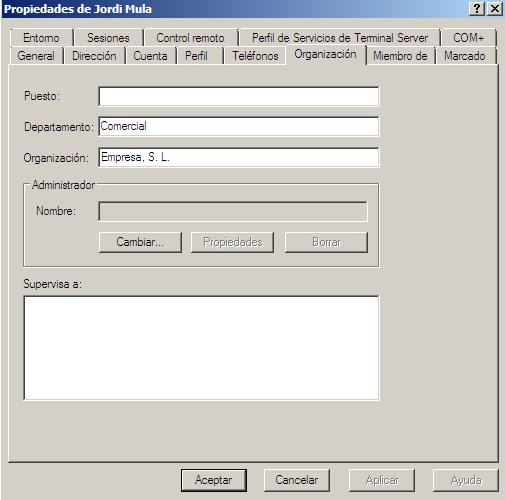 Propiedades de Jordi Mula
Entorno Sesiones Control remoto Perfil de Servicios de Terminal Server COM+
General Dirección Cuenta Perfil Teléfonos Organización Miembro de Marcado
Puesto:
Departamento: Comercial
Organización: Empresa, S. L.
Administrador
Nombre:
Cambiar... Propiedades Borrar
Supervisa a:
Aceptar Cancelar Aplicar Ayuda